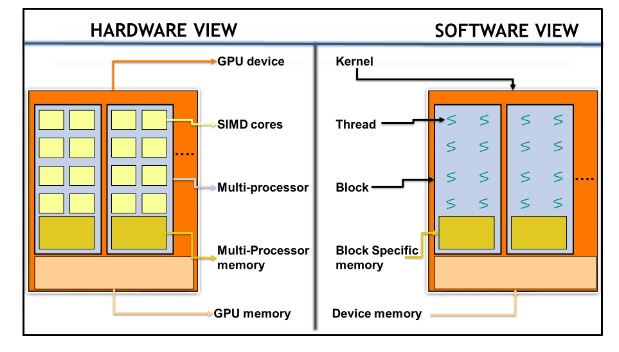 HARDWARE VIEW
GPU device
SIMD cores
....
Multi-processor
Multi-Processor
memory
GPU memory
SOFTWARE VIEW
Kernel
Thread
Block
....
Block Specific
memory
Device memory